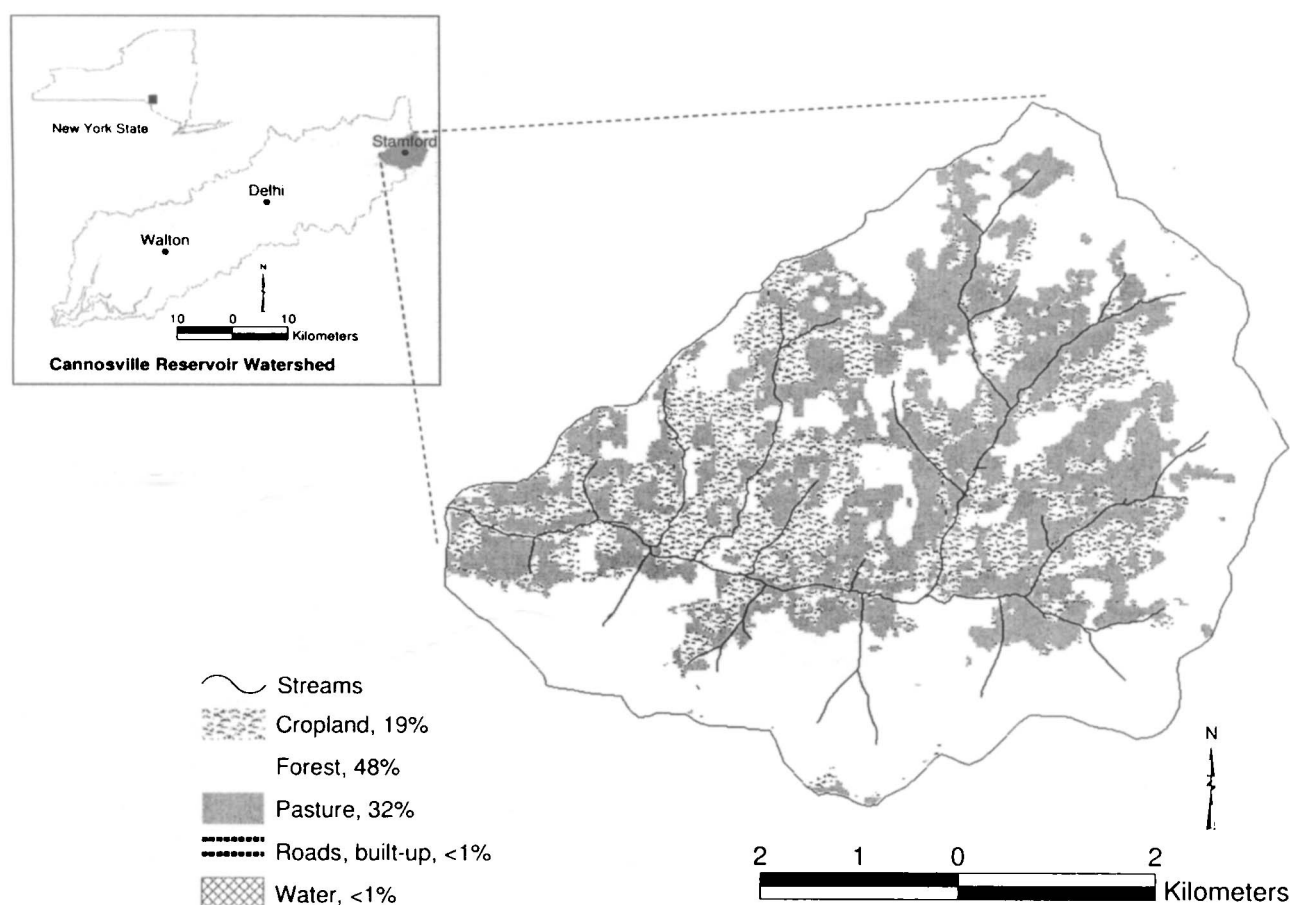 New York State
Stamford
Delhi
Walton
N
10 0 10
Kilometers
Cannosville Reservoir Watershed
Streams
Cropland, 19%
Forest, 48%
Pasture, 32%
Roads, built-up, <1%
Water, <1%
N
2 1 0 2
Kilometers